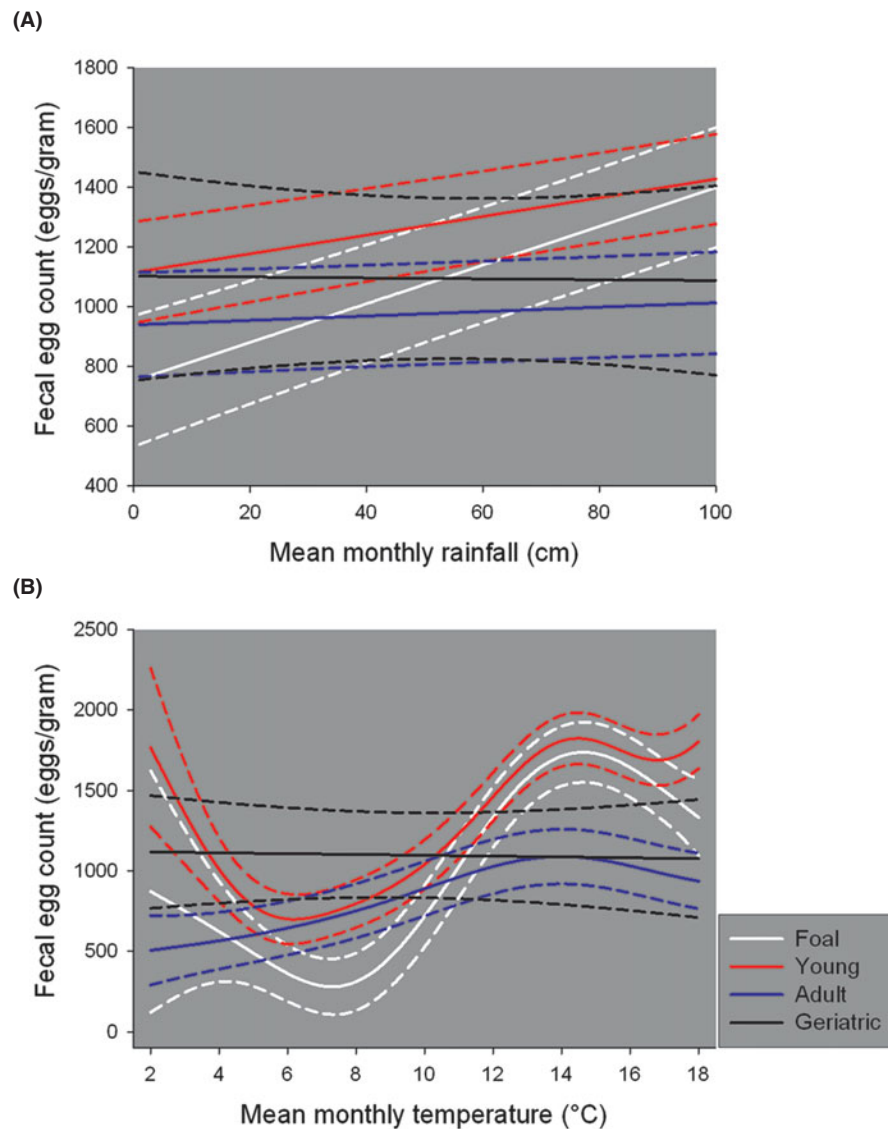 (A)
Fecal egg count (eggs/gram)
1800
1600
1400
1200
1000
800
600
400
0 20 40 60 80 100
Mean monthly rainfall (cm)
(B)
Fecal egg count (eggs/gram)
2500
2000
1500
1000
500
0
2 4 6 8 10 12 14 16 18
Mean monthly temperature (°C)
Foal
Young
Adult
Geriatric